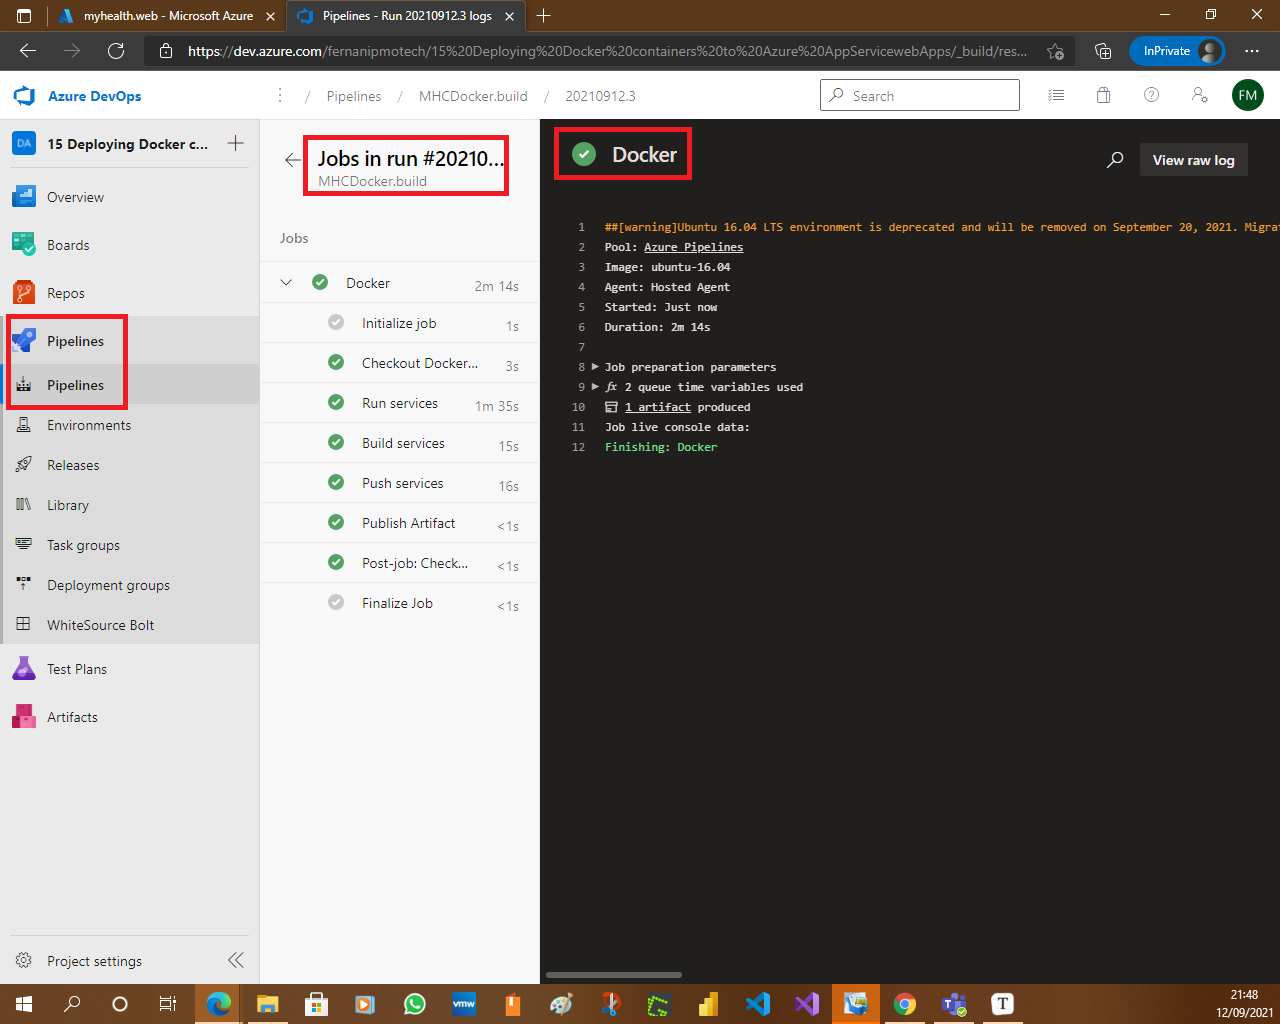 myhealth.web - Microsoft Azure
Pipelines - Run 20210912.3 logs
https://dev.azure.com/fernanipmotech/15%20Deploying%20Docker%20containers%20to%20Azure%20AppServicewebApps/_build/res...
InPrivate
Azure DevOps
/ Pipelines / MHCDocker.build / 20210912.3
Search
FM
DA
15 Deploying Docker c...
Overview
Boards
Repos
Pipelines
Pipelines
Environments
Releases
Library
Task groups
Deployment groups
WhiteSource Bolt
Test Plans
Artifacts
Project settings
Jobs in run #20210...
MHCDocker.build
Jobs
Docker 2m 14s
Initialize job 1s
Checkout Docker... 3s
Run services 1m 35s
Build services 15s
Push services 16s
Publish Artifact <1s
Post-job: Check... <1s
Finalize Job <1s
Docker
View raw log
1 ##[warning]Ubuntu 16.04 LTS environment is deprecated and will be removed on September 20, 2021. Migrat
2 Pool: Azure Pipelines
3 Image: ubuntu-16.04
4 Agent: Hosted Agent
5 Started: Just now
6 Duration: 2m 14s
7
8 Job preparation parameters
9 fx 2 queue time variables used
10 1 artifact produced
11 Job live console data:
12 Finishing: Docker
vmw
T
21:48
12/09/2021